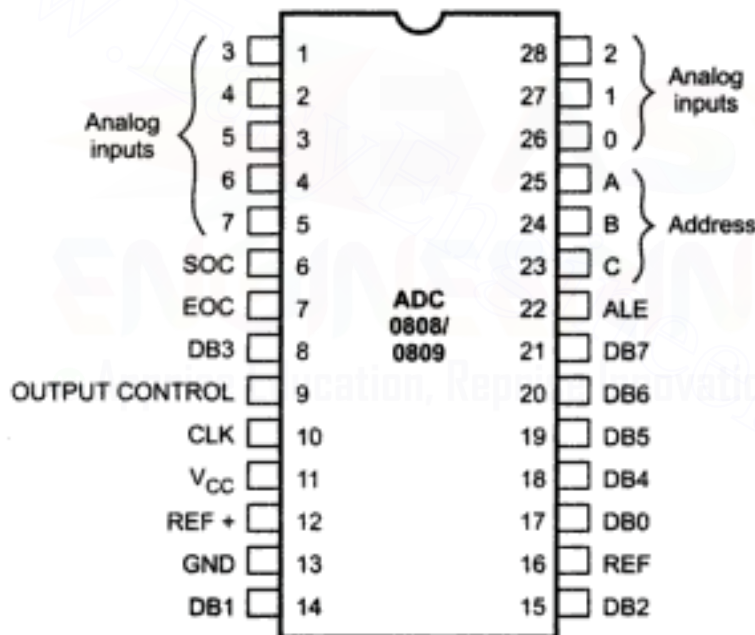 3 1 28 2
4 2 27 1
5 3 26 0
Analog inputs
Analog inputs
6 4 25 A
7 5 24 B
Address
SOC 6 23 C
EOC 7 22 ALE
ADC
0808/
0809
DB3 8 21 DB7
OUTPUT CONTROL 9 20 DB6
CLK 10 19 DB5
VCC 11 18 DB4
REF + 12 17 DB0
GND 13 16 REF
DB1 14 15 DB2